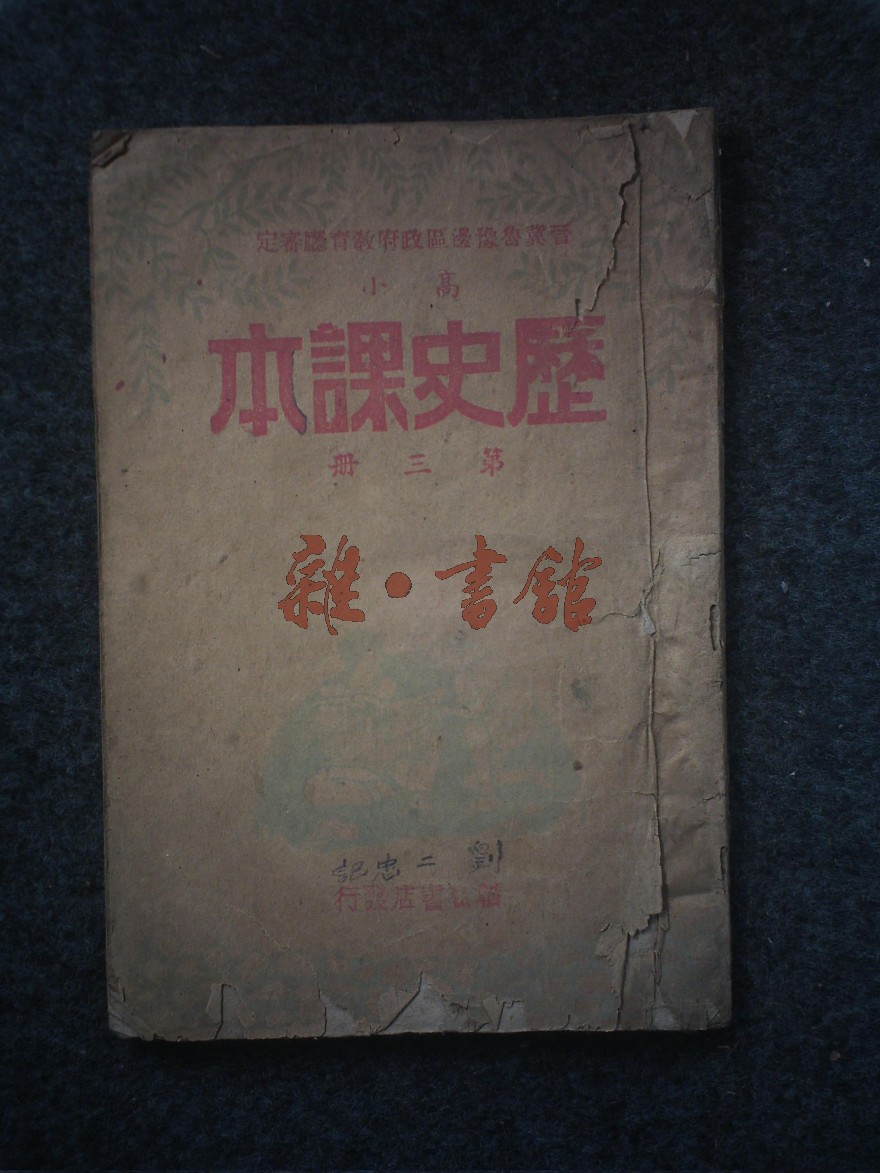 晉冀魯豫邊區政府教育廳審定
高小
歷史課本
第三册
雜·書館
劉二忠記
書店發行